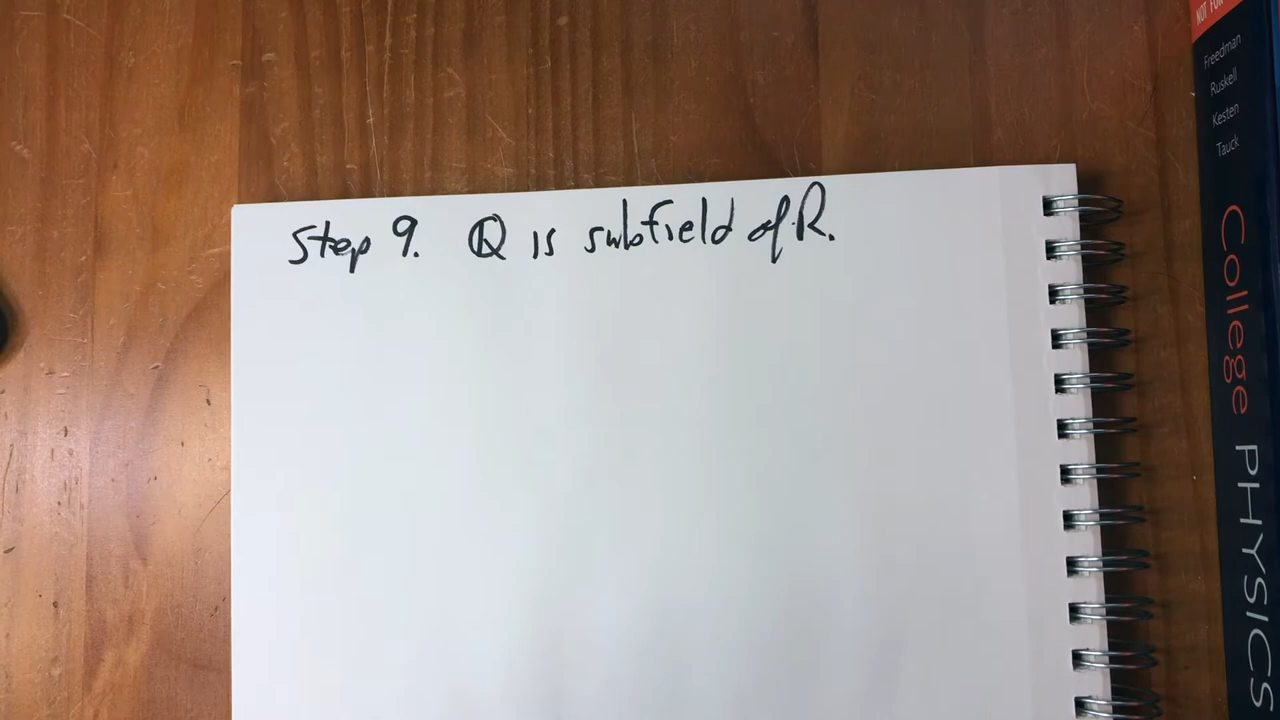 Step 9. ℚ is subfield of R.
NOT FOR
Freedman
Ruskell
Kesten
Tauck
College PHYSICS